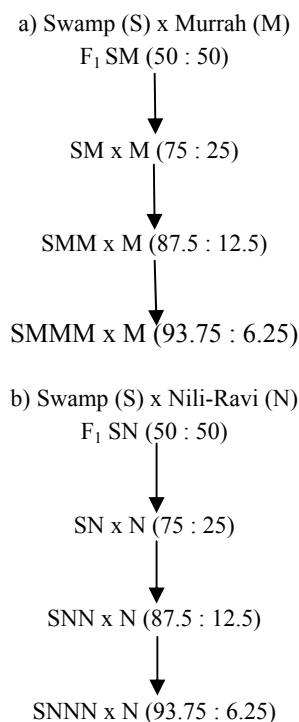 a) Swamp (S) x Murrah (M)
F₁ SM (50 : 50)
SM x M (75 : 25)
SMM x M (87.5 : 12.5)
SMMM x M (93.75 : 6.25)
b) Swamp (S) x Nili-Ravi (N)
F₁ SN (50 : 50)
SN x N (75 : 25)
SNN x N (87.5 : 12.5)
SNNN x N (93.75 : 6.25)